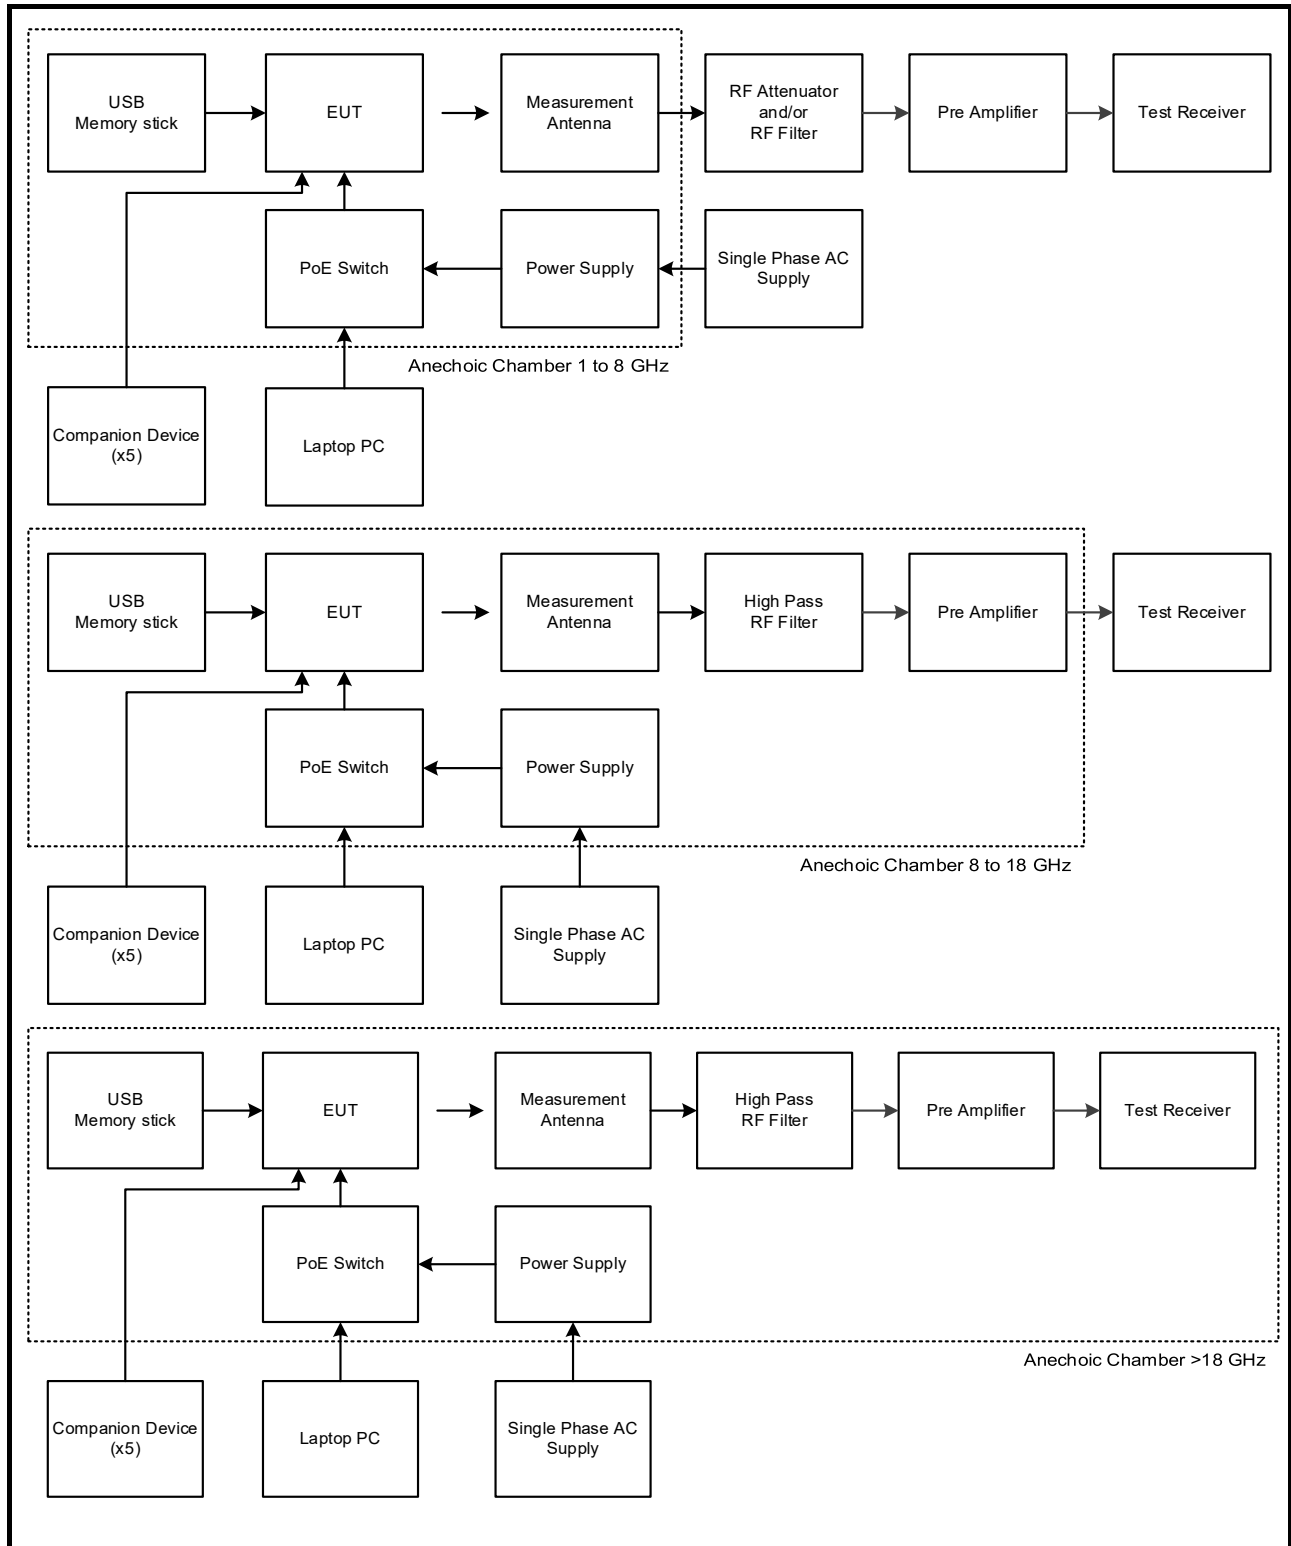 USB
Memory stick
EUT
Measurement
Antenna
RF Attenuator
and/or
RF Filter
Pre Amplifier
Test Receiver
PoE Switch
Power Supply
Single Phase AC
Supply
Anechoic Chamber 1 to 8 GHz
Companion Device
(x5)
Laptop PC
USB
Memory stick
EUT
Measurement
Antenna
High Pass
RF Filter
Pre Amplifier
Test Receiver
PoE Switch
Power Supply
Anechoic Chamber 8 to 18 GHz
Companion Device
(x5)
Laptop PC
Single Phase AC
Supply
USB
Memory stick
EUT
Measurement
Antenna
High Pass
RF Filter
Pre Amplifier
Test Receiver
PoE Switch
Power Supply
Anechoic Chamber >18 GHz
Companion Device
(x5)
Laptop PC
Single Phase AC
Supply